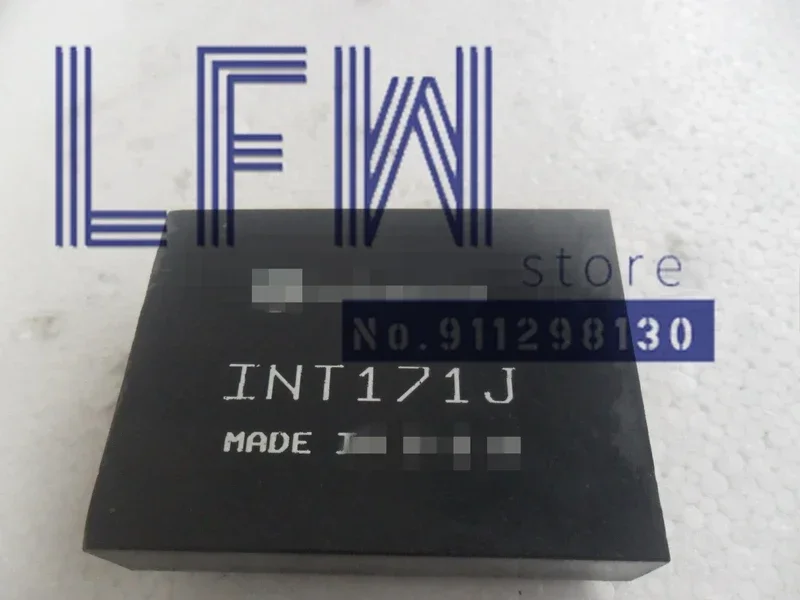 LFW
store
No.911298130
INT171J
MADE